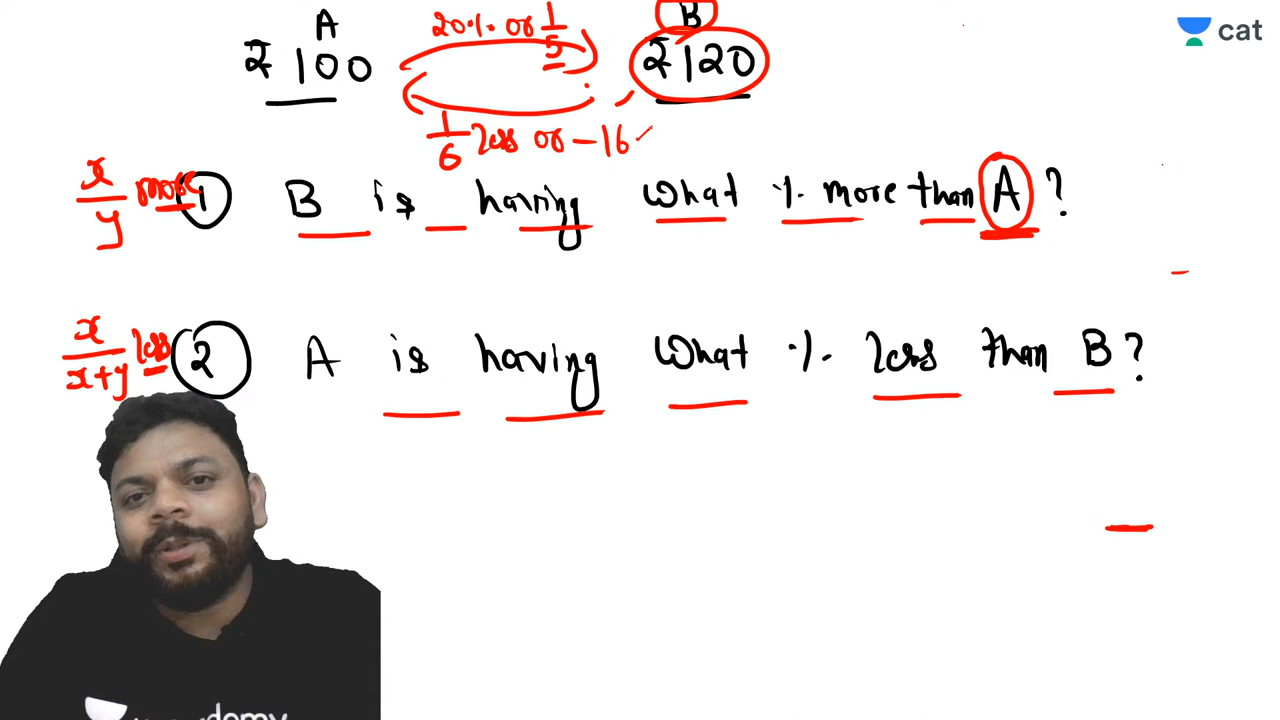 A 20% or 1/5 B
₹ 100 ₹ 120
1/6 less or -16
cat
x/y more 1 B is having what % more than A?
x/x+y less 2 A is having what % less than B?